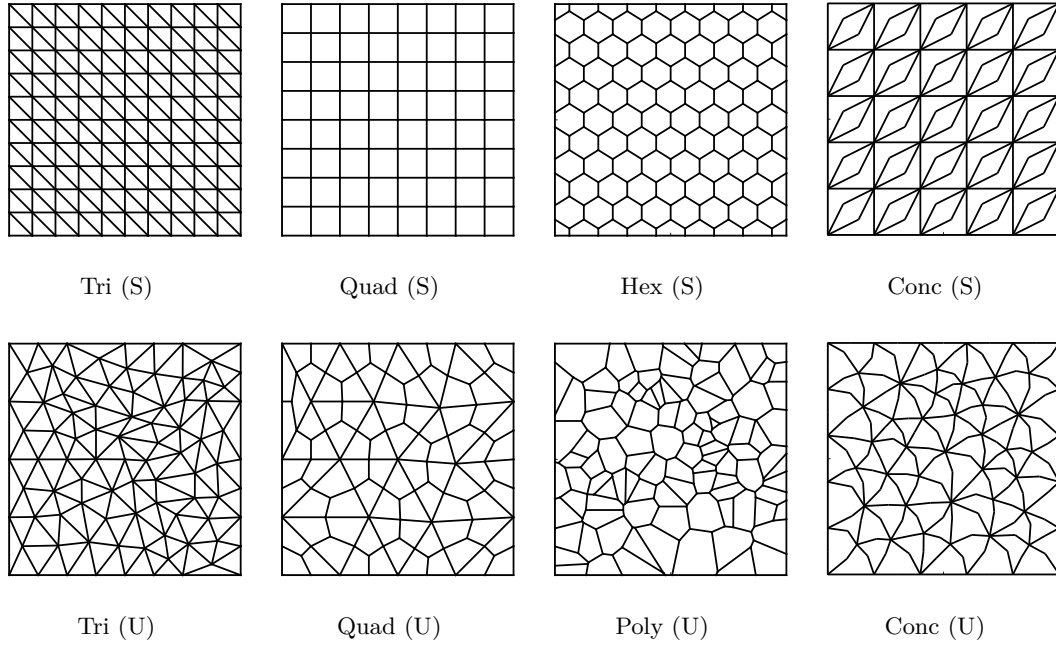 Tri (S)
Quad (S)
Hex (S)
Conc (S)
Tri (U)
Quad (U)
Poly (U)
Conc (U)